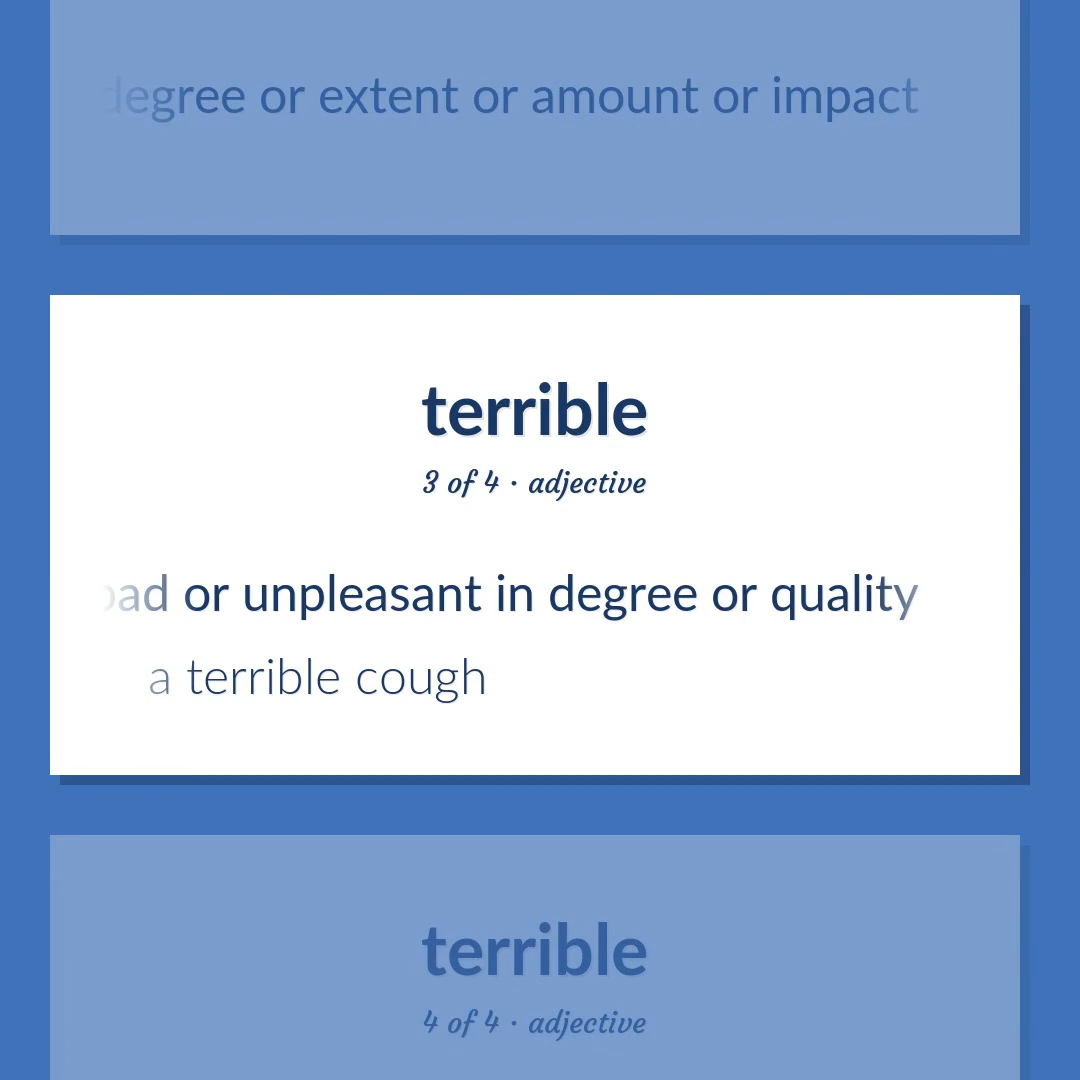 degree or extent or amount or impact
terrible
3 of 4 · adjective
bad or unpleasant in degree or quality
a terrible cough
terrible
4 of 4 · adjective